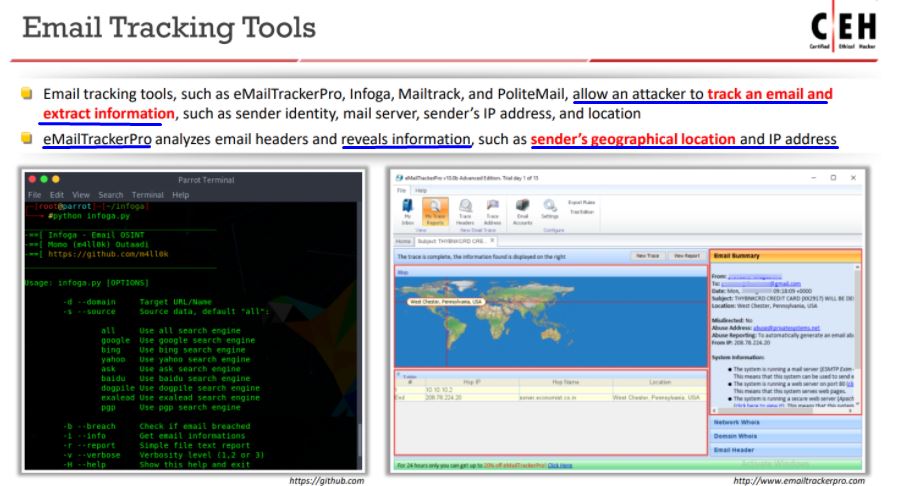 Email Tracking Tools
C EH
Certified Ethical Hacker
Email tracking tools, such as eMailTrackerPro, Infoga, Mailtrack, and PoliteMail, allow an attacker to track an email and
extract information, such as sender identity, mail server, sender's IP address, and location
eMailTrackerPro analyzes email headers and reveals information, such as sender's geographical location and IP address
Parrot Terminal
File Edit View Search Terminal Help
[root@parrot]-[~/infoga]
#python infoga.py
-==[ Infoga - Email OSINT
-==[ Momo (m4ll0k) Outaadi
-==[ https://github.com/m4ll0k
Usage: infoga.py [OPTIONS]
-d --domain Target URL/Name
-s --source Source data, default "all":
all Use all search engine
google Use google search engine
bing Use bing search engine
yahoo Use yahoo search engine
ask Use ask search engine
baidu Use baidu search engine
dogpile Use dogpile search engine
exalead Use exalead search engine
pgp Use pgp search engine
-b --breach Check if email breached
-i --info Get email informations
-r --report Simple file text report
-v --verbose Verbosity level (1,2 or 3)
-H --help Show this help and exit
https://github.com
eMailTrackerPro v10.0b Advanced Edition. Trial day 1 of 15
File Help
My Inbox
My Trace Reports
Trace Headers
Trace Address
Email Accounts
Settings
Export Rules
View
New Email Trace
Configure
Home Subject: THYBNKCRD CRE...
The trace is complete, the information found is displayed on the right
New Trace
View Report
Map
West Chester, Pennsylvania, USA
Table
# Hop IP Hop Name Location
10.10.10.2
End 208.78.224.20 West Chester, Pennsylvania, USA
Email Summary
From:
To: @gmail.com
Date: Mon, 09:18:09 +0000
Subject: THYBNKCRD CREDIT CARD (XX2917) WILL BE DE
Location: West Chester, Pennsylvania, USA
Misdirected: No
Abuse Address: abuse@privatesystems.net
Abuse Reporting: To automatically generate an email ab
From IP: 208.78.224.20
System Information:
The system is running a mail server (ESMTP Exim
This means that this system can be used to send e
The system is running a web server on port 80
This means that this system serves web pages.
The system is running a secure web server (Apach
(click here to view it). This means that this system
Network Whois
Domain Whois
Email Header
For 24 hours only you can get up to 20% off eMailTrackerPro! Click Here
Activate Windows
http://www.emailtrackerpro.com